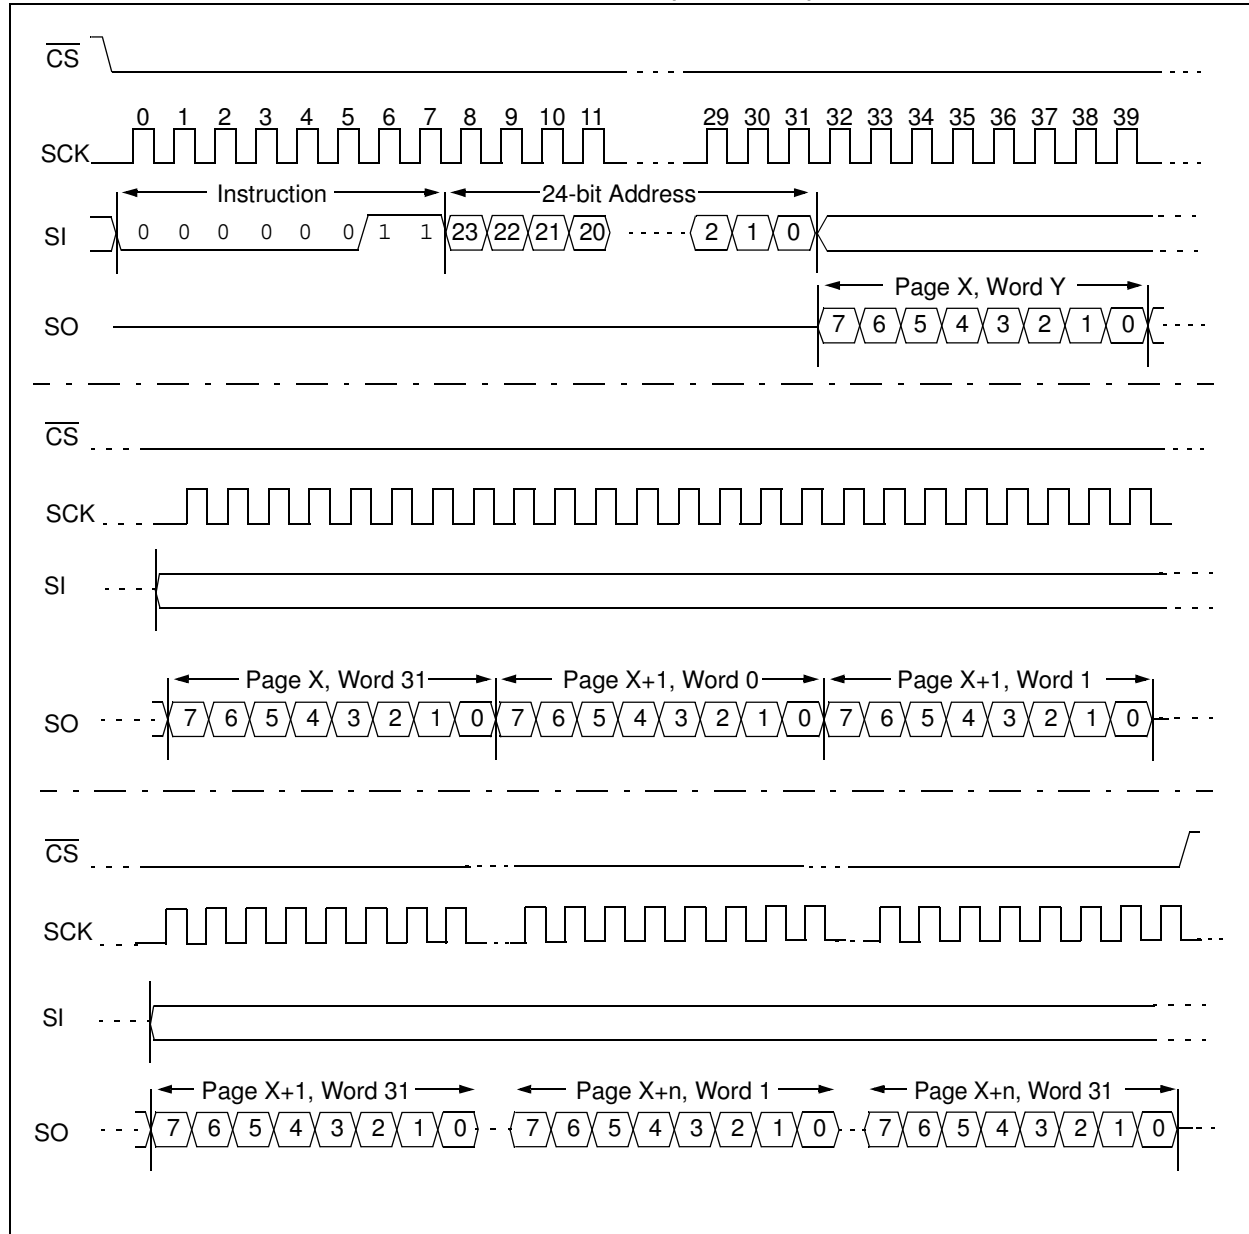 CS
0 1 2 3 4 5 6 7 8 9 10 11 29 30 31 32 33 34 35 36 37 38 39
SCK
Instruction 24-bit Address
SI 0 0 0 0 0 0 1 1 23 22 21 20 2 1 0
Page X, Word Y
SO 7 6 5 4 3 2 1 0
CS
SCK
SI
Page X, Word 31 Page X+1, Word 0 Page X+1, Word 1
SO 7 6 5 4 3 2 1 0 7 6 5 4 3 2 1 0 7 6 5 4 3 2 1 0
CS
SCK
SI
Page X+1, Word 31 Page X+n, Word 1 Page X+n, Word 31
SO 7 6 5 4 3 2 1 0 7 6 5 4 3 2 1 0 7 6 5 4 3 2 1 0